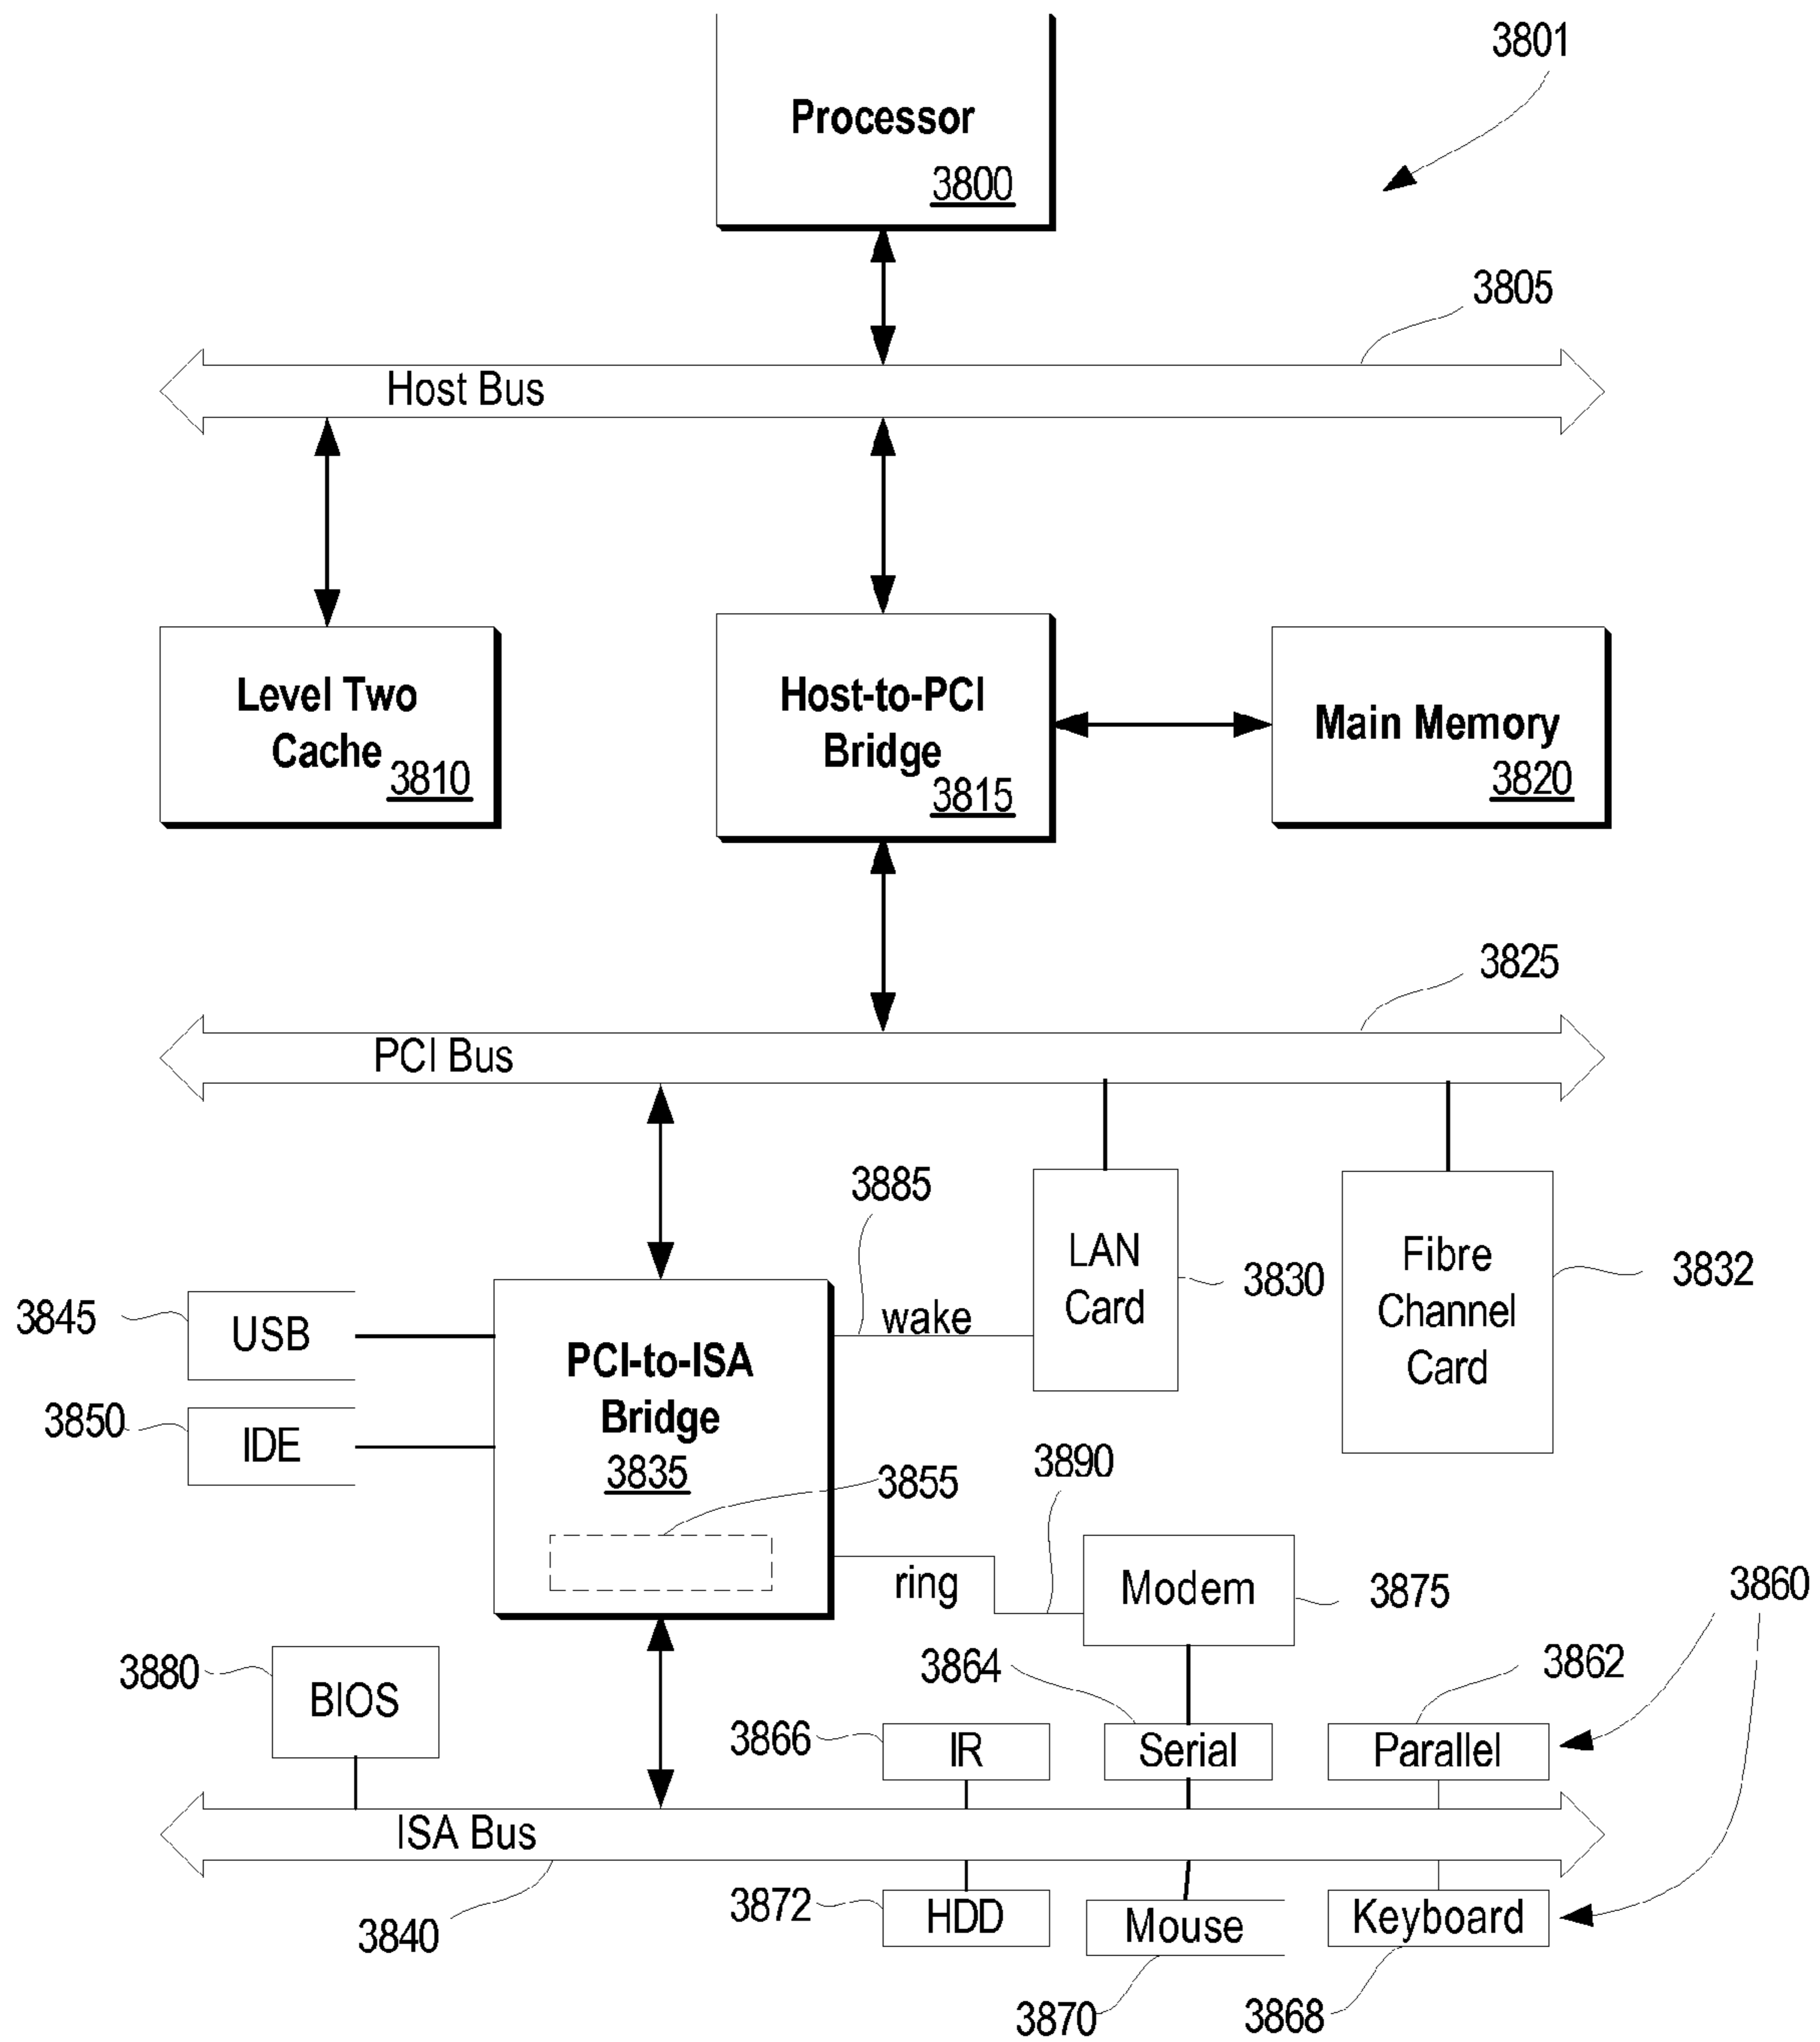 3801
Processor
3800
3805
Host Bus
Level Two
Cache
3810
Host-to-PCI
Bridge
3815
Main Memory
3820
3825
PCI Bus
3885
LAN
Card
3830
Fibre
Channel
Card
3832
wake
3845
USB
3850
IDE
PCI-to-ISA
Bridge
3835
3855
3890
ring
Modem
3875
3860
3880
BIOS
3864
3862
3866
IR
Serial
Parallel
ISA Bus
3840
3872
HDD
Mouse
Keyboard
3870
3868